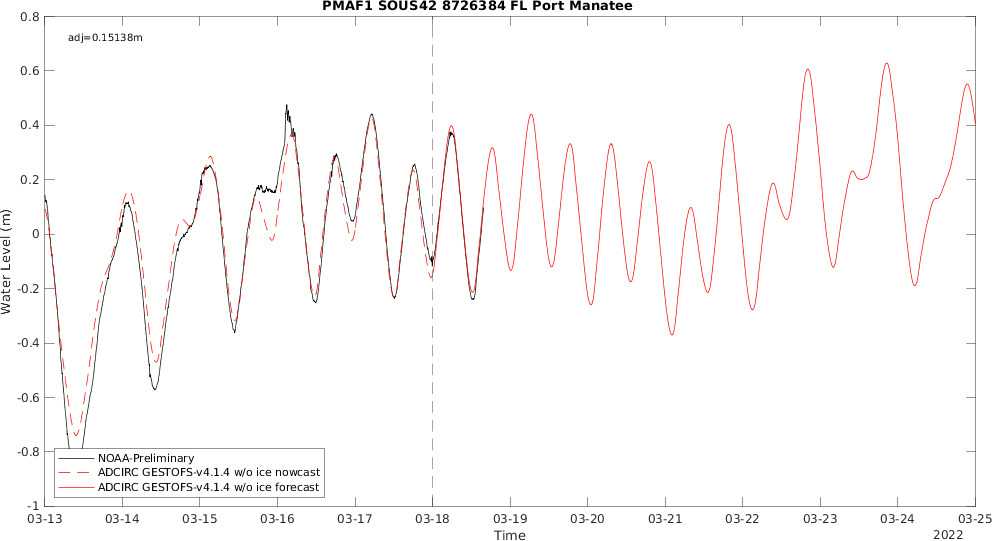 PMAF1 SOUS42 8726384 FL Port Manatee
adj=0.15138m
Water Level (m)
0.8
0.6
0.4
0.2
0
-0.2
-0.4
-0.6
-0.8
-1
NOAA-Preliminary
ADCIRC GESTOFS-v4.1.4 w/o ice nowcast
ADCIRC GESTOFS-v4.1.4 w/o ice forecast
03-13 03-14 03-15 03-16 03-17 03-18 03-19 03-20 03-21 03-22 03-23 03-24 03-25
Time
2022